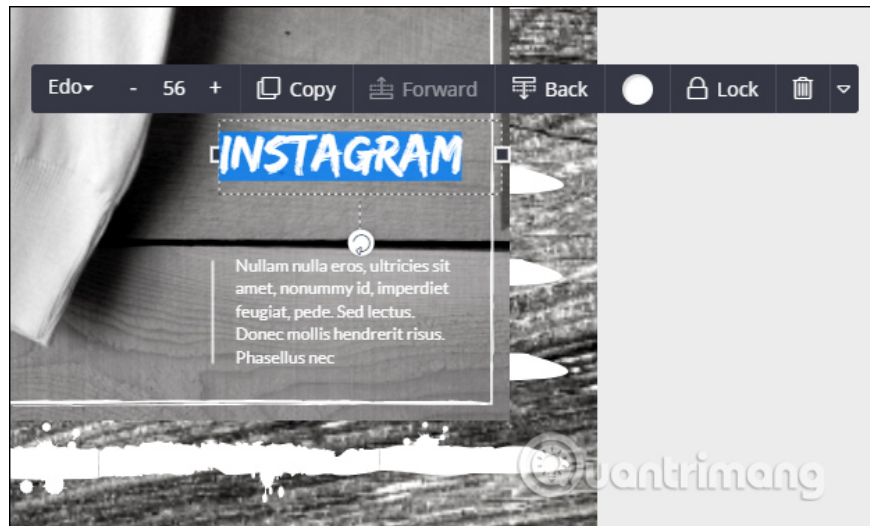 Edo - 56 + Copy Forward Back Lock
INSTAGRAM
Nullam nulla eros, ultricies sit
amet, nonummy id, imperdiet
feugiat, pede. Sed lectus.
Donec mollis hendrerit risus.
Phasellus nec
Quantrimang